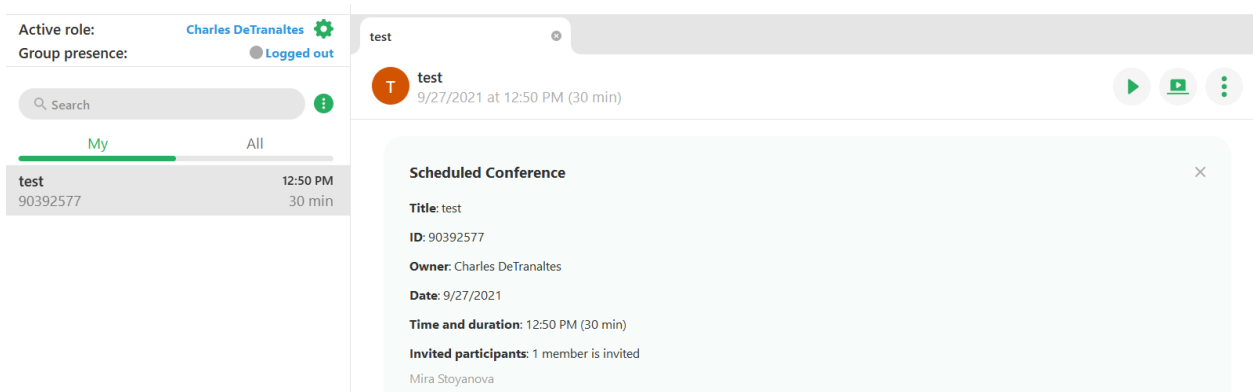 Active role: Charles DeTranaltes
Group presence: Logged out
Search
My All
test 12:50 PM
90392577 30 min
test
T
test
9/27/2021 at 12:50 PM (30 min)
Scheduled Conference
Title: test
ID: 90392577
Owner: Charles DeTranaltes
Date: 9/27/2021
Time and duration: 12:50 PM (30 min)
Invited participants: 1 member is invited
Mira Stoyanova